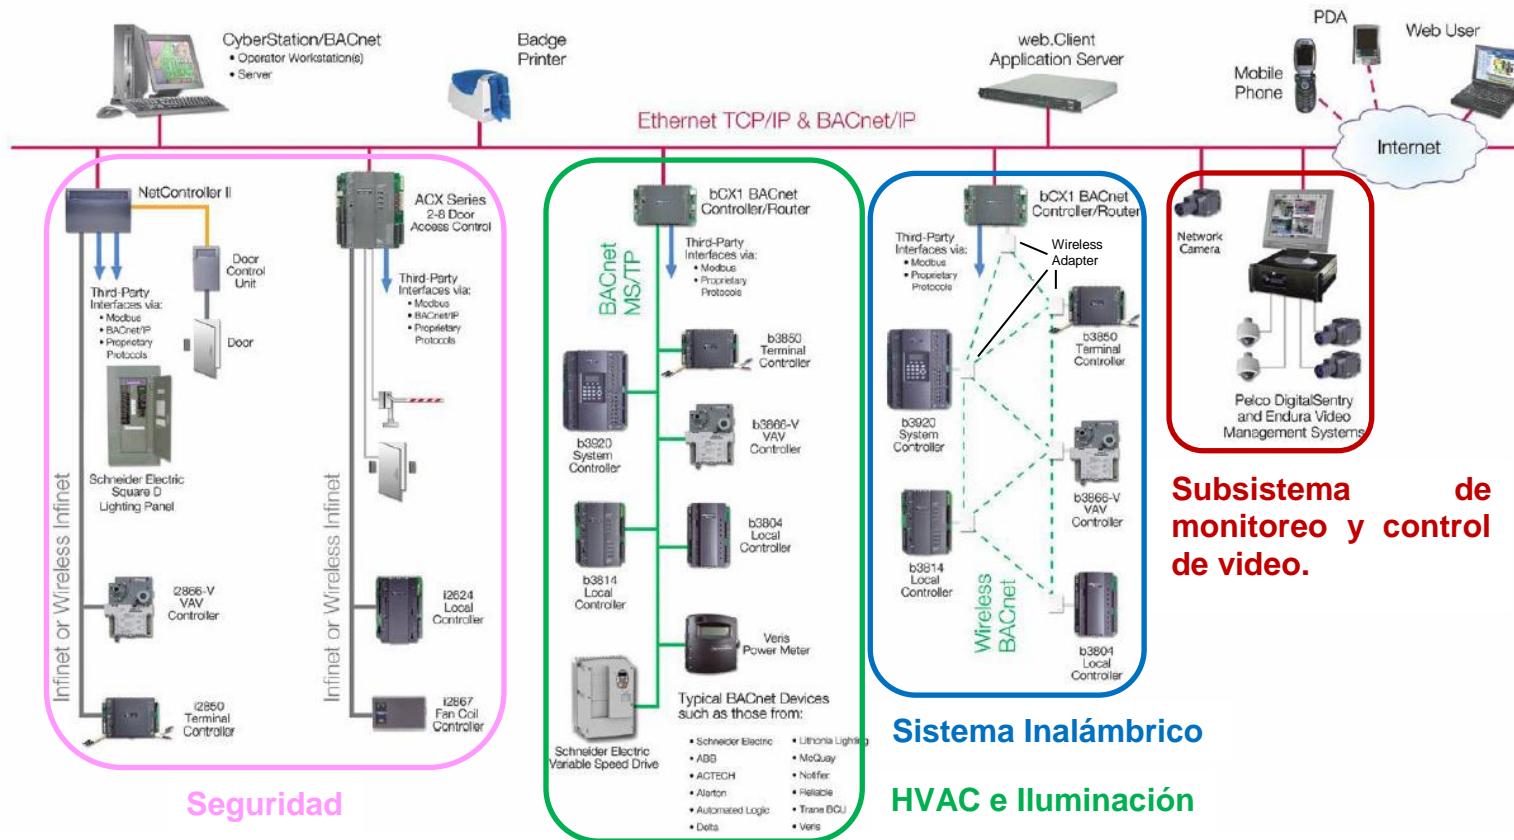 CyberStation/BACnet
• Operator Workstation(s)
• Server
Badge
Printer
web.Client
Application Server
PDA
Web User
Mobile
Phone
Ethernet TCP/IP & BACnet/IP
Internet
NetController II
Door
Control
Unit
Third-Party
Interfaces via:
• Modbus
• BACnet/IP
• Proprietary
Protocols
Door
Schneider Electric
Square D
Lighting Panel
Infinet or Wireless Infinet
i2866-V
VAV
Controller
i2850
Terminal
Controller
ACX Series
2-8 Door
Access Control
Third-Party
Interfaces via:
• Modbus
• BACnet/IP
• Proprietary
Protocols
Infinet or Wireless Infinet
i2624
Local
Controller
i2867
Fan Coil
Controller
Seguridad
bCX1 BACnet
Controller/Router
Third-Party
Interfaces via:
• Modbus
• Proprietary
Protocols
BACnet
MS/TP
b3850
Terminal
Controller
b3920
System
Controller
b3866-V
VAV
Controller
b3814
Local
Controller
b3804
Local
Controller
Veris
Power Meter
Schneider Electric
Variable Speed Drive
Typical BACnet Devices
such as those from:
• Schneider Electric
• ABB
• ACTECH
• Alerton
• Automated Logic
• Delta
• Lithonia Lighting
• McQuay
• Notifier
• Reliable
• Trane BCU
• Veris
HVAC e Iluminación
bCX1 BACnet
Controller/Router
Third-Party
Interfaces via:
• Modbus
• Proprietary
Protocols
Wireless
Adapter
b3850
Terminal
Controller
b3920
System
Controller
b3866-V
VAV
Controller
b3814
Local
Controller
Wireless
BACnet
b3804
Local
Controller
Sistema Inalámbrico
Network
Camera
Pelco DigitalSentry
and Endura Video
Management Systems
Subsistema de
monitoreo y control
de video.